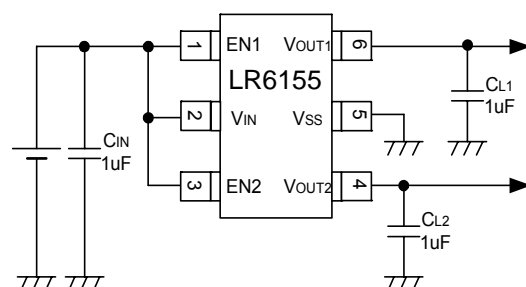 1 EN1 VOUT1 6
LR6155
CL1
1uF
2 VIN VSS 5
CIN
1uF
3 EN2 VOUT2 4
CL2
1uF